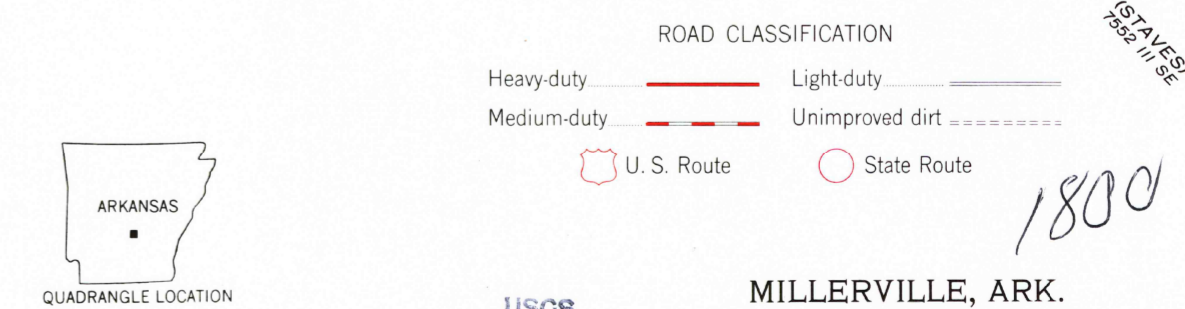 (STAVES)
7552 III SE
ROAD CLASSIFICATION
Heavy-duty Light-duty
Medium-duty Unimproved dirt
U. S. Route State Route
1800
ARKANSAS
QUADRANGLE LOCATION
USGS
MILLERVILLE, ARK.